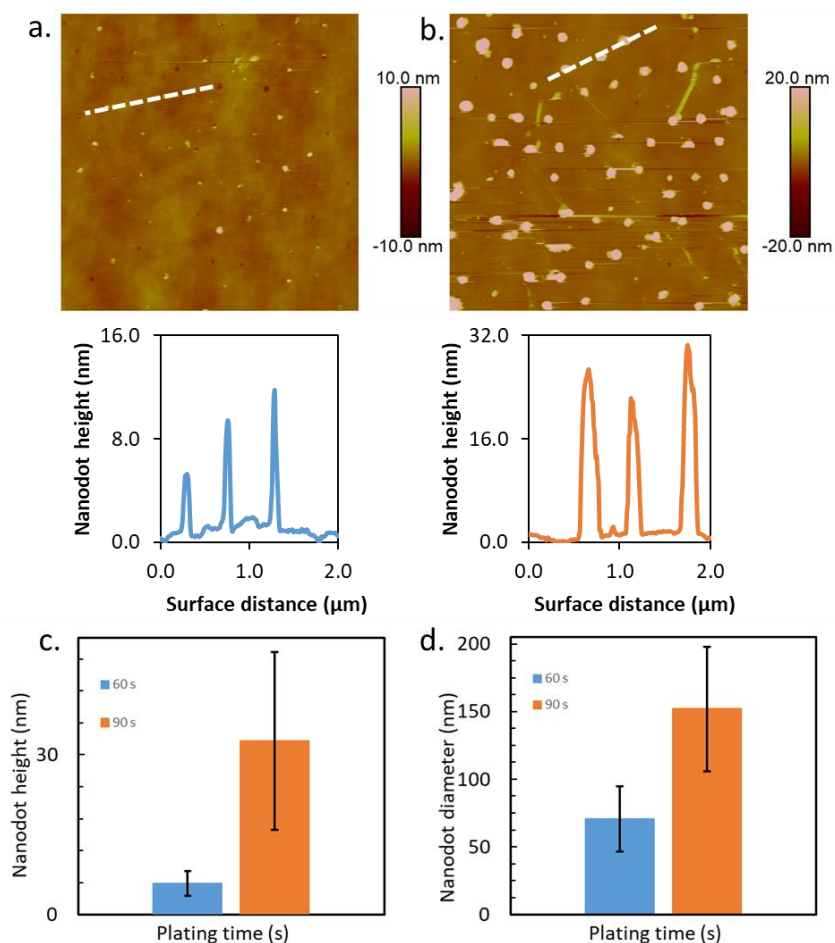 a.
10.0 nm
-10.0 nm
b.
20.0 nm
-20.0 nm
Nanodot height (nm)
16.0
8.0
0.0
0.0
1.0
2.0
Surface distance (µm)
Nanodot height (nm)
32.0
16.0
0.0
0.0
1.0
2.0
Surface distance (µm)
c.
Nanodot height (nm)
30
0
60 s
90 s
Plating time (s)
d.
Nanodot diameter (nm)
200
150
100
50
0
60 s
90 s
Plating time (s)